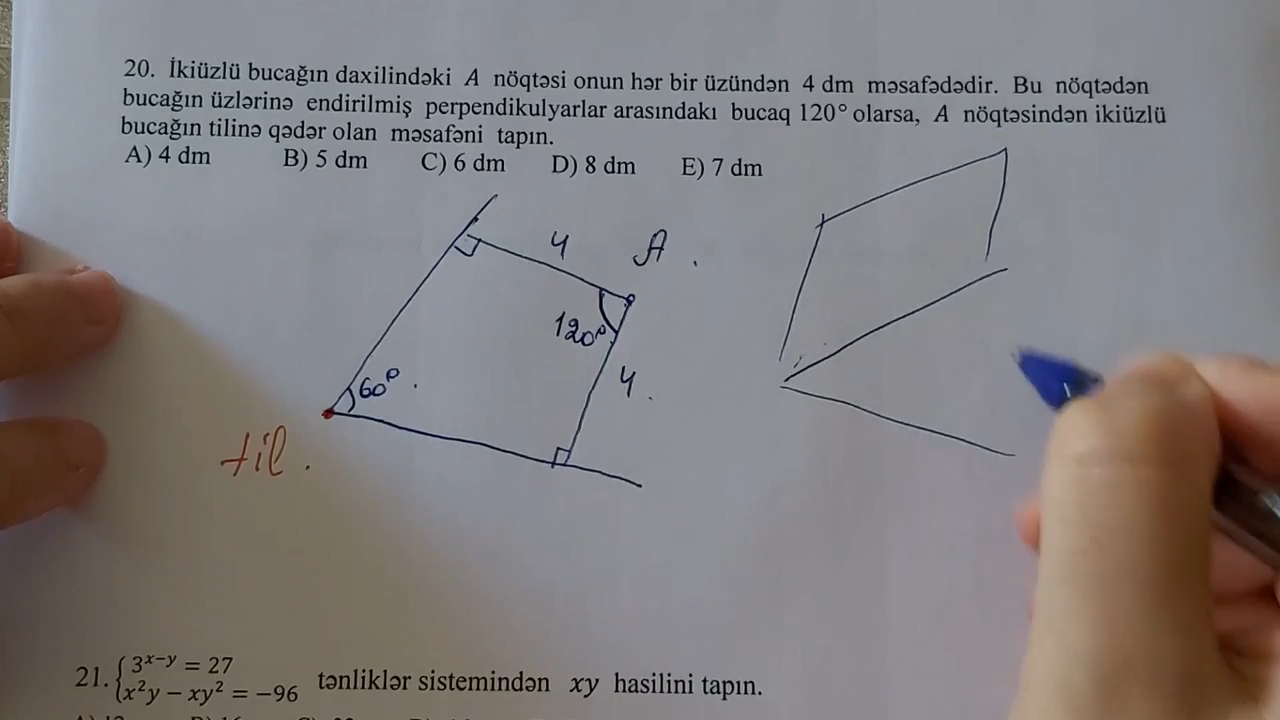 20. İkiüzlü bucağın daxilindəki A nöqtəsi onun hər bir üzündən 4 dm məsafədədir. Bu nöqtədən
bucağın üzlərinə endirilmiş perpendikulyarlar arasındakı bucaq 120° olarsa, A nöqtəsindən ikiüzlü
bucağın tilinə qədər olan məsafəni tapın.
A) 4 dm B) 5 dm C) 6 dm D) 8 dm E) 7 dm
4 A
120°
4
60°
til.
21. {3^{x-y} = 27
x²y − xy² = −96 tənliklər sistemindən xy hasilini tapın.